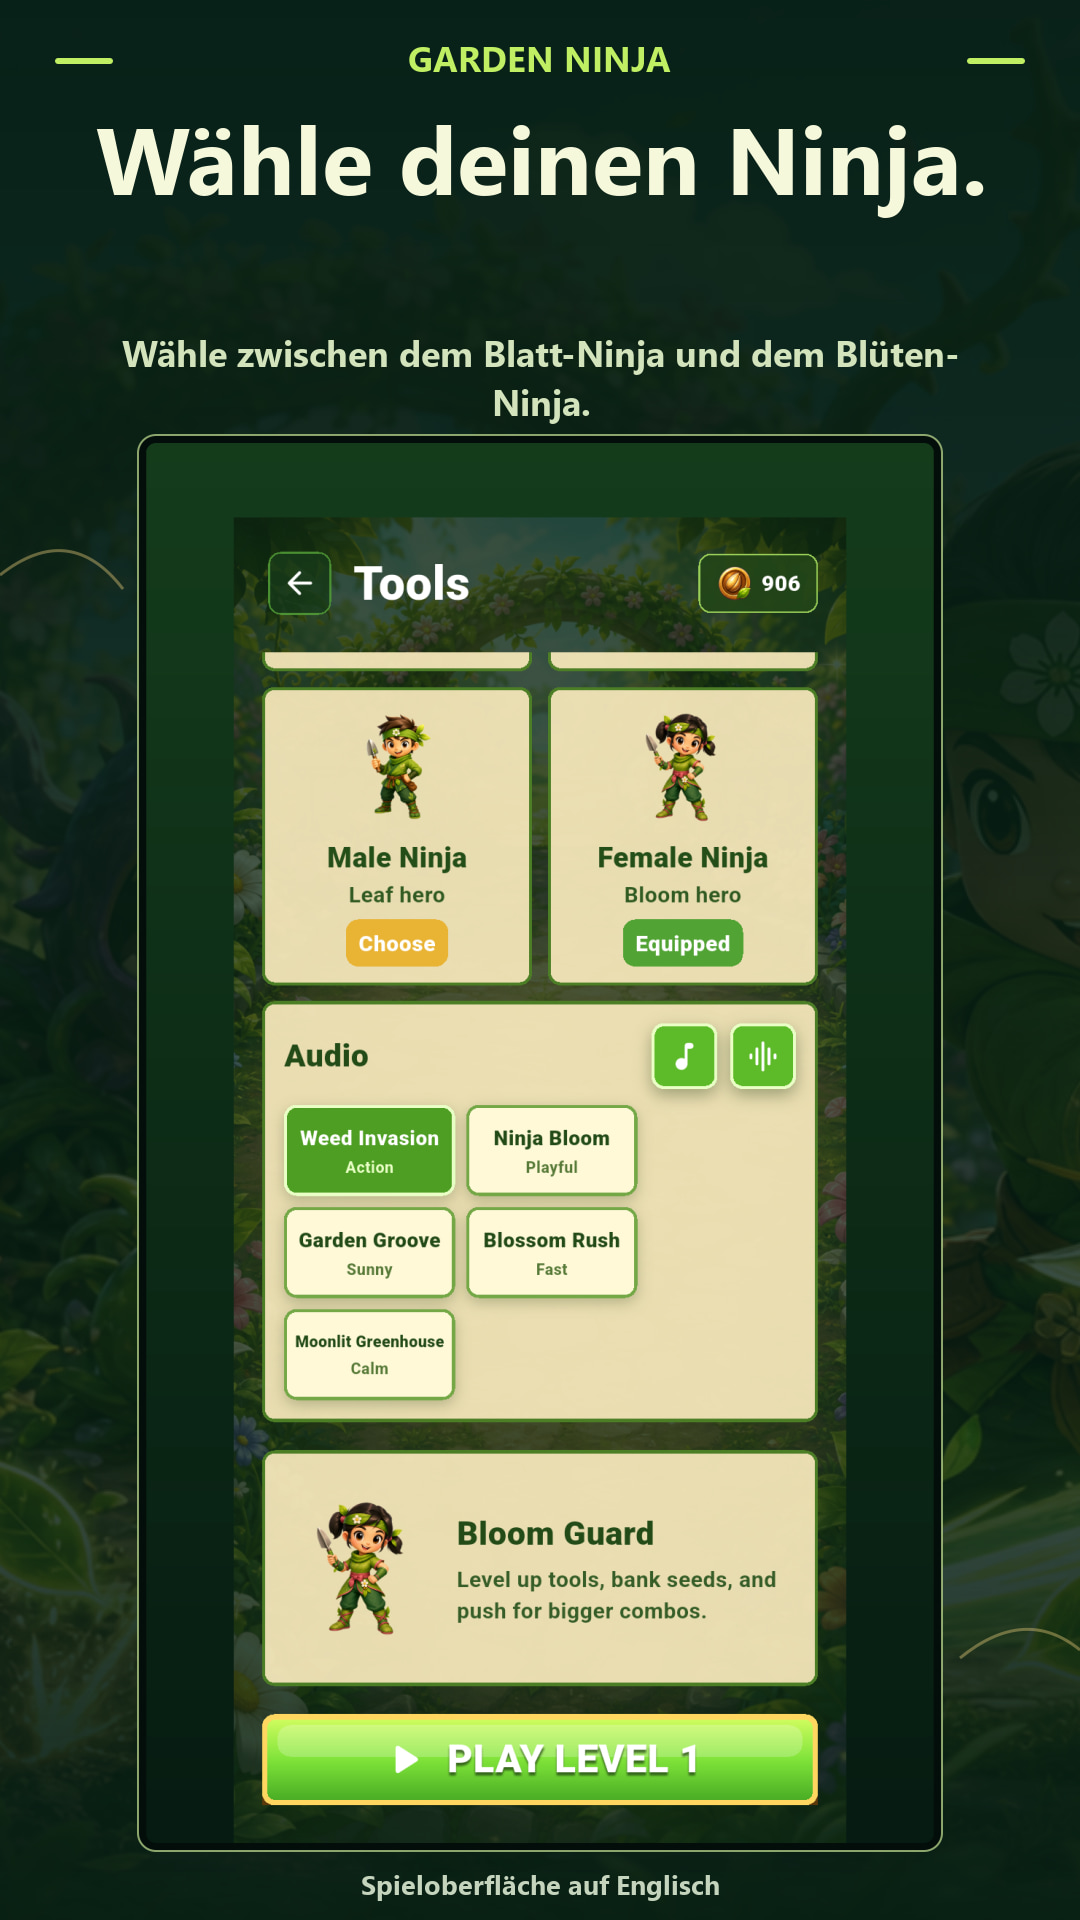 GARDEN NINJA
Wähle deinen Ninja.
Wähle zwischen dem Blatt-Ninja und dem Blüten-
Ninja.
Tools
906
Male Ninja
Leaf hero
Choose
Female Ninja
Bloom hero
Equipped
Audio
Weed Invasion
Action
Ninja Bloom
Playful
Garden Groove
Sunny
Blossom Rush
Fast
Moonlit Greenhouse
Calm
Bloom Guard
Level up tools, bank seeds, and
push for bigger combos.
PLAY LEVEL 1
Spieloberfläche auf Englisch